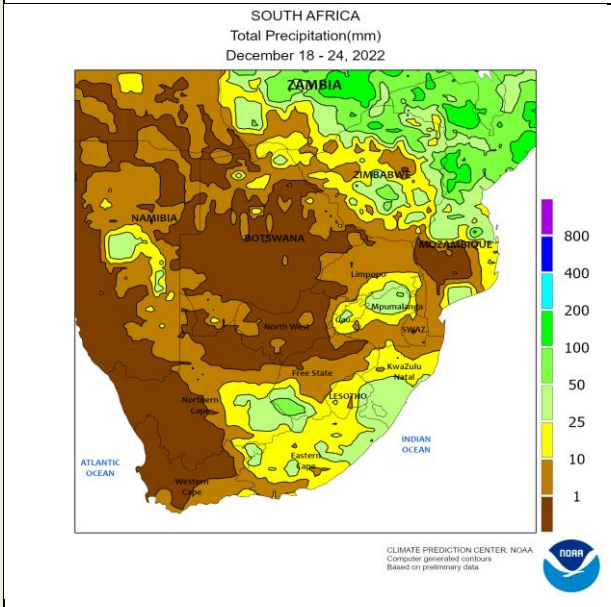 SOUTH AFRICA
Total Precipitation(mm)
December 18 - 24, 2022
ZAMBIA
ZIMBABWE
NAMIBIA
BOTSWANA
MOZAMBIQUE
Limpopo
Mpumalanga
Gau.
North West
SWAZ.
Free State
KwaZulu
Natal
Northern
Cape
LESOTHO
Eastern
Cape
Western
Cape
ATLANTIC
OCEAN
INDIAN
OCEAN
800
400
200
100
50
25
10
1
CLIMATE PREDICTION CENTER, NOAA
Computer generated contours
Based on preliminary data
NOAA